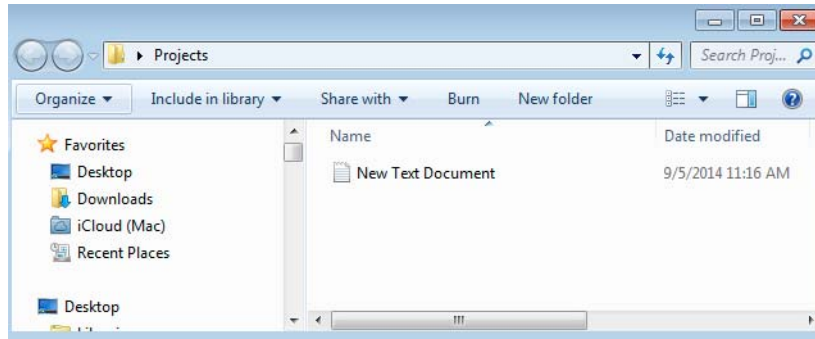 Projects
Search Proj...
Organize
Include in library
Share with
Burn
New folder
Name
Date modified
Favorites
Desktop
Downloads
iCloud (Mac)
Recent Places
Desktop
New Text Document
9/5/2014 11:16 AM